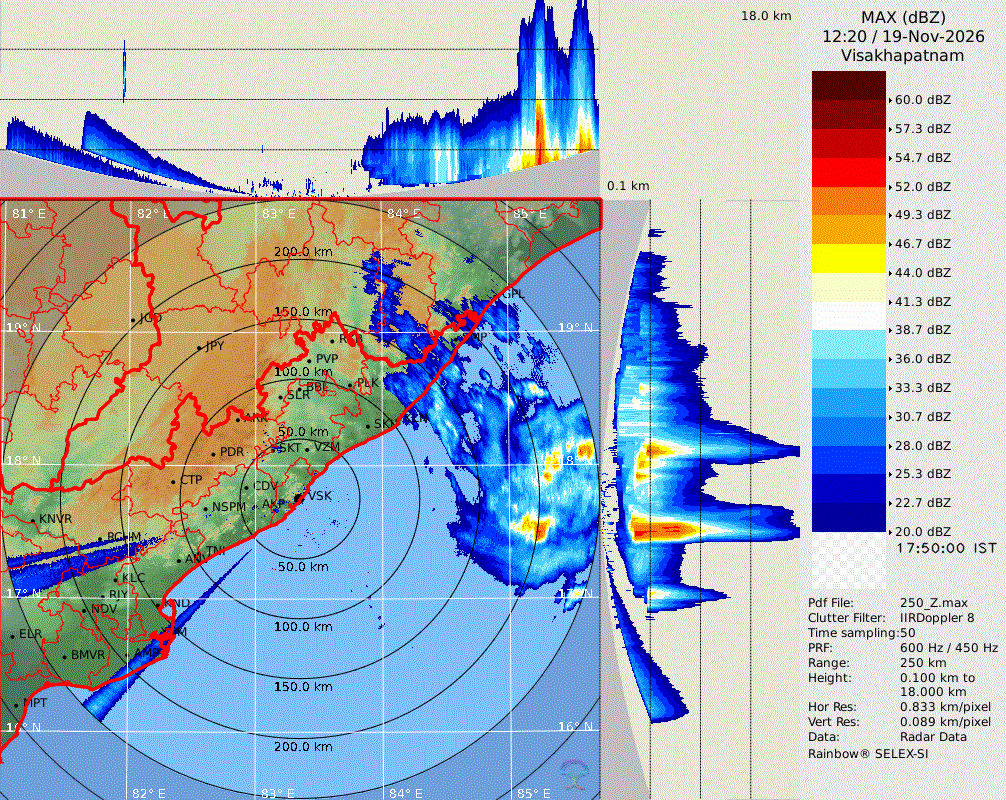 18.0 km
MAX (dBZ)
12:20 / 19-Nov-2026
Visakhapatnam
60.0 dBZ
57.3 dBZ
54.7 dBZ
52.0 dBZ
49.3 dBZ
46.7 dBZ
44.0 dBZ
41.3 dBZ
38.7 dBZ
36.0 dBZ
33.3 dBZ
30.7 dBZ
28.0 dBZ
25.3 dBZ
22.7 dBZ
20.0 dBZ
17:50:00 IST
0.1 km
81° E
82° E
83° E
84° E
85° E
200.0 km
GPL
150.0 km
JGD
19° N
19° N
JPY
PVP
100.0 km
BBL
PLK
SLR
50.0 km
SKT
VZM
PDR
18° N
18° N
CTP
CDV
VSK
NSPM
KNVR
TNI
50.0 km
KLC
RJY
17° N
17° N
NDV
KND
100.0 km
ELR
BMVR
AMP
150.0 km
MPT
16° N
16° N
200.0 km
82° E
83° E
84° E
85° E
Pdf File: 250_Z.max
Clutter Filter: IIRDoppler 8
Time sampling:50
PRF: 600 Hz / 450 Hz
Range: 250 km
Height: 0.100 km to
18.000 km
Hor Res: 0.833 km/pixel
Vert Res: 0.089 km/pixel
Data: Radar Data
Rainbow® SELEX-SI